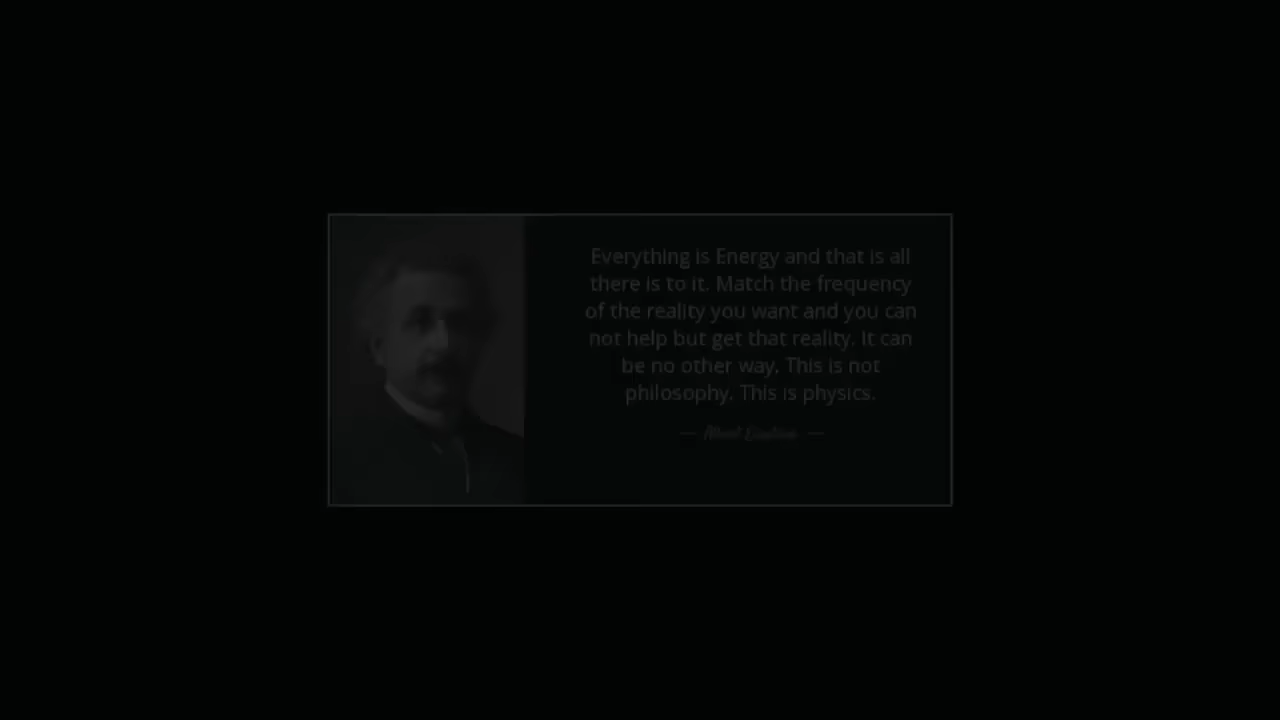 Everything is Energy and that is all
there is to it. Match the frequency
of the reality you want and you can
not help but get that reality. It can
be no other way. This is not
philosophy. This is physics.
— Albert Einstein —